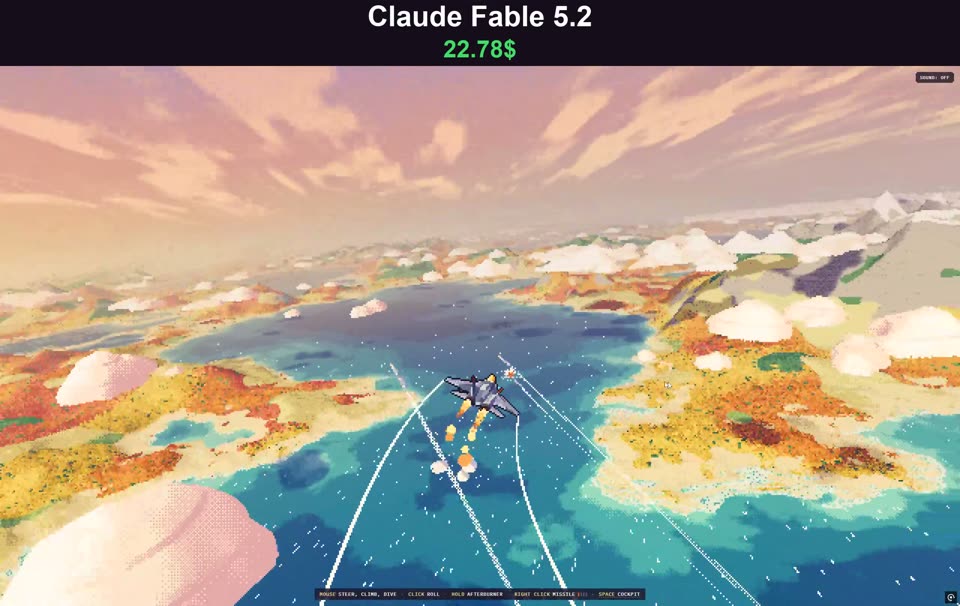 Claude Fable 5.2
22.78$
SOUND: OFF
MOUSE STEER, CLIMB, DIVE · CLICK ROLL · HOLD AFTERBURNER · RIGHT CLICK MISSILE · SPACE COCKPIT